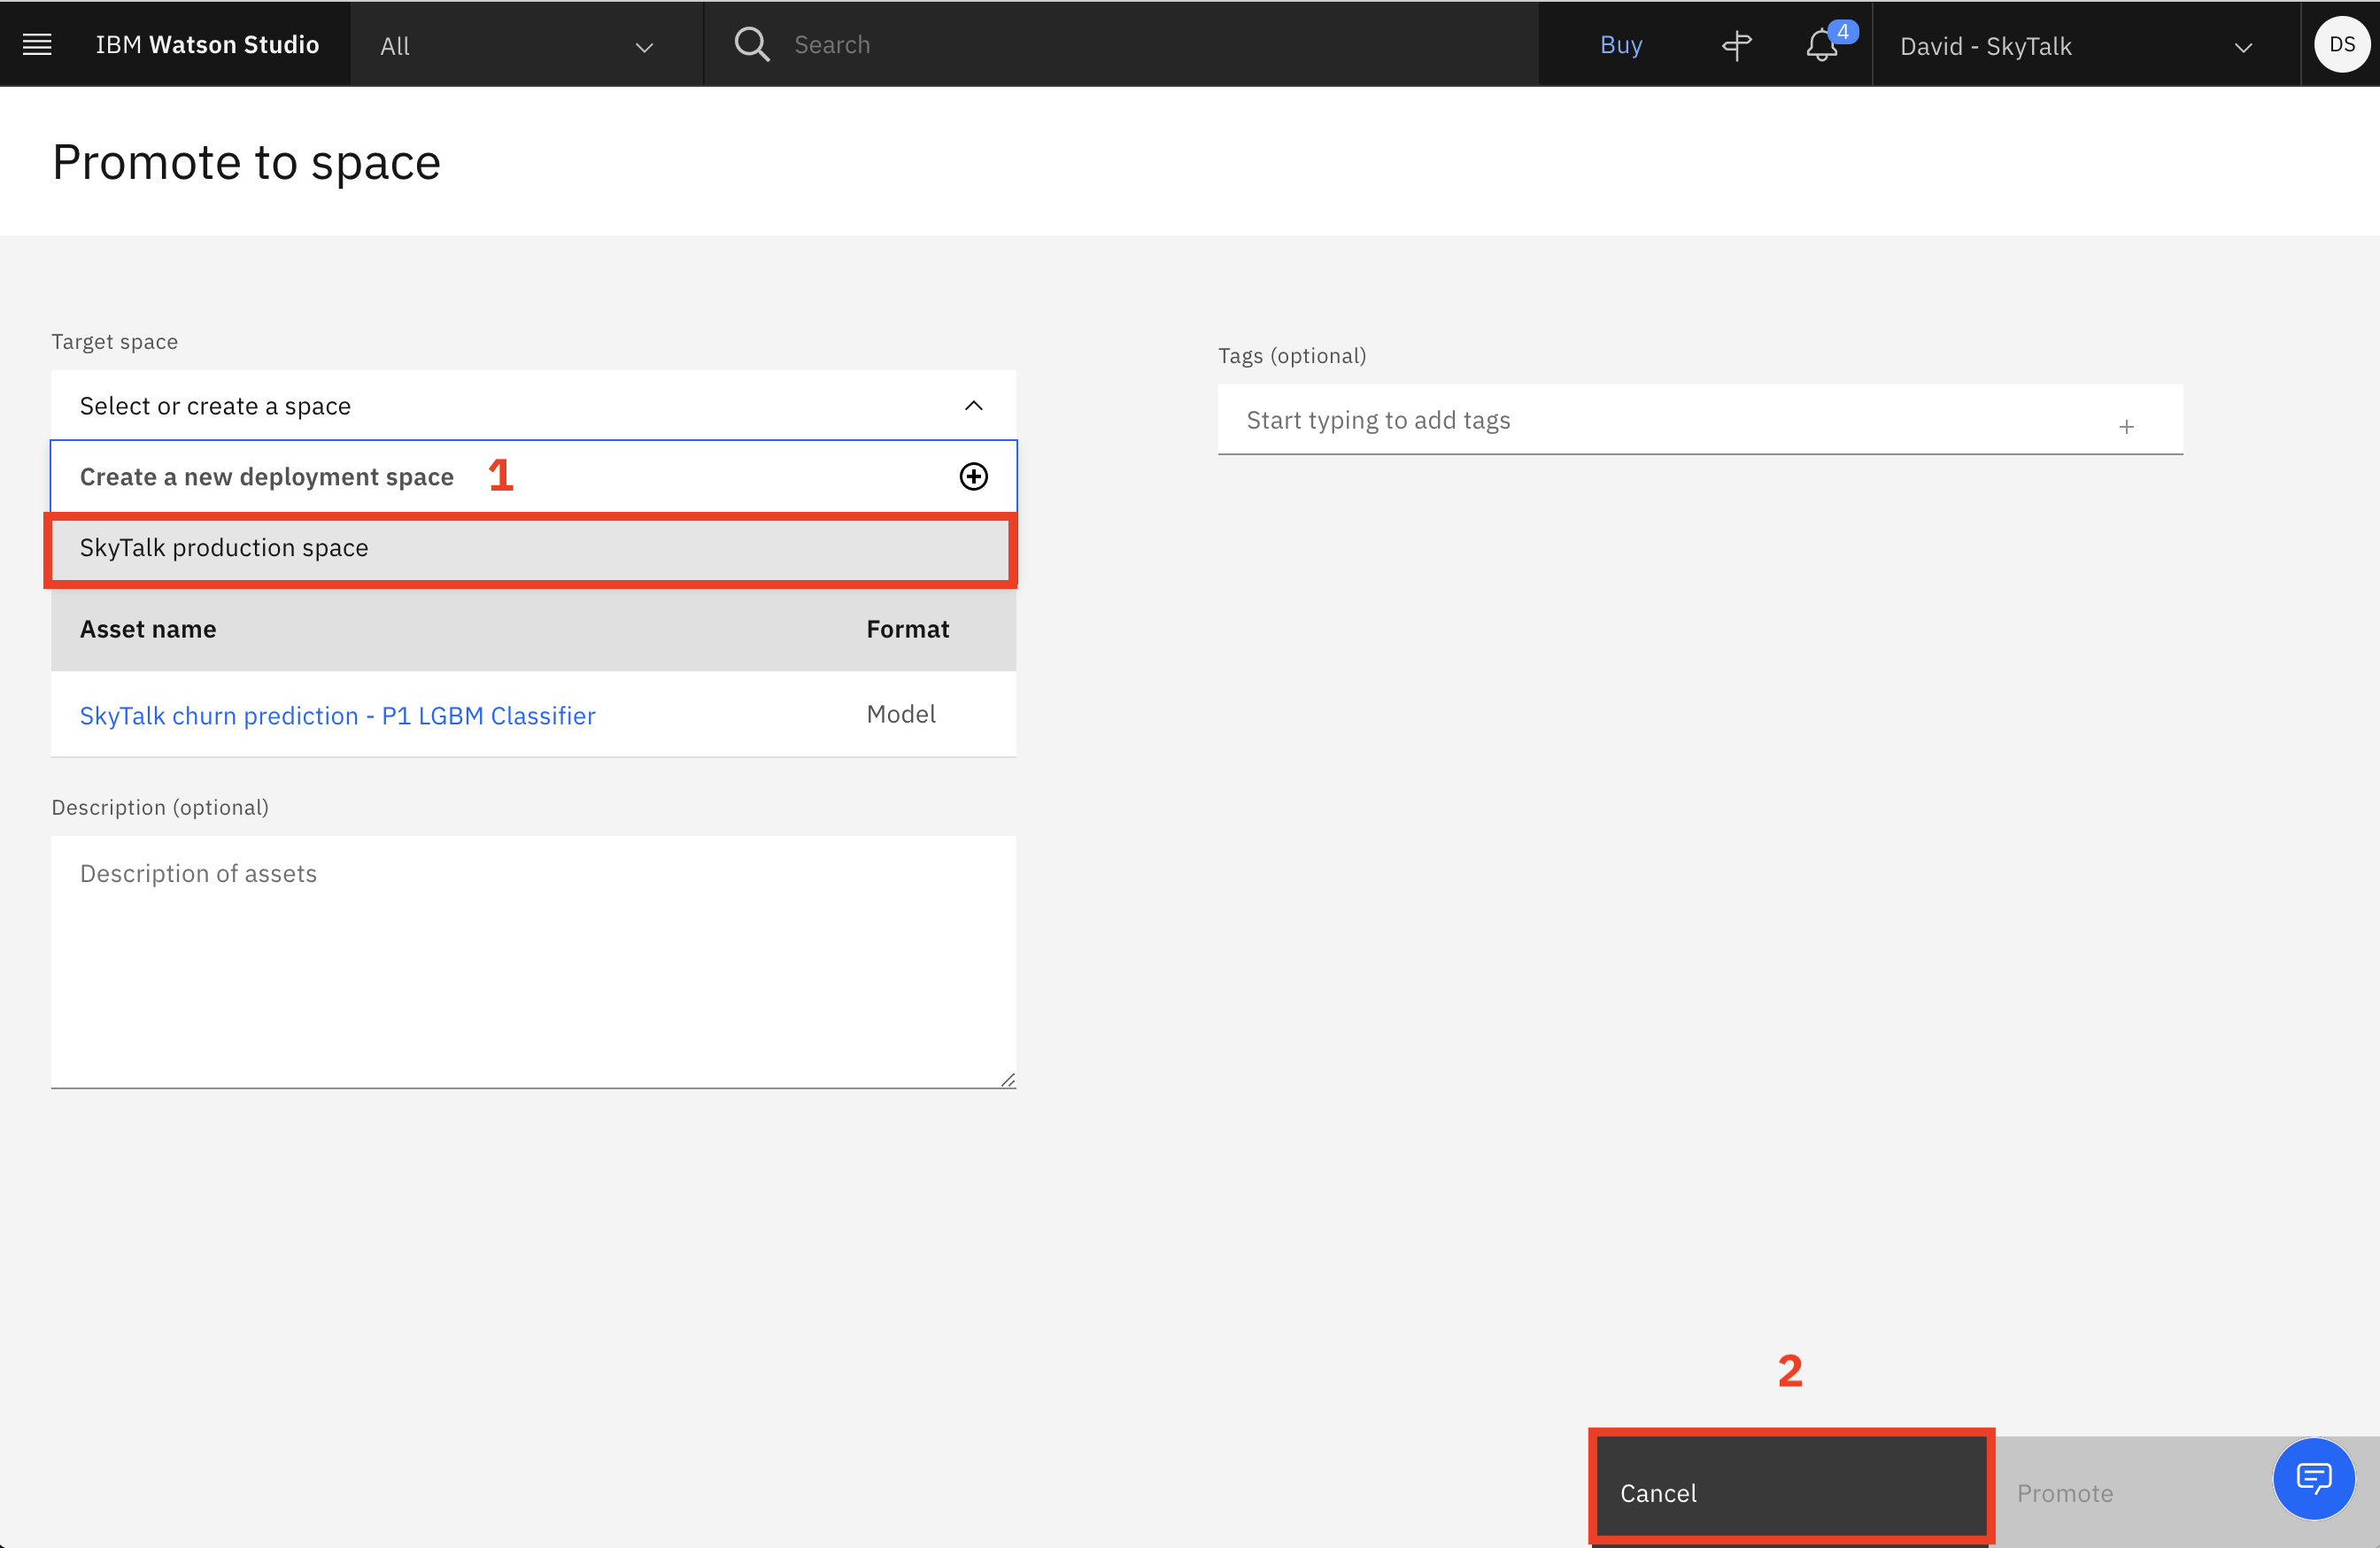 IBM Watson Studio
All
Search
Buy
4
David - SkyTalk
DS
Promote to space
Target space
Select or create a space
Create a new deployment space 1
SkyTalk production space
Asset name Format
SkyTalk churn prediction - P1 LGBM Classifier Model
Description (optional)
Description of assets
Tags (optional)
Start typing to add tags
2
Cancel
Promote